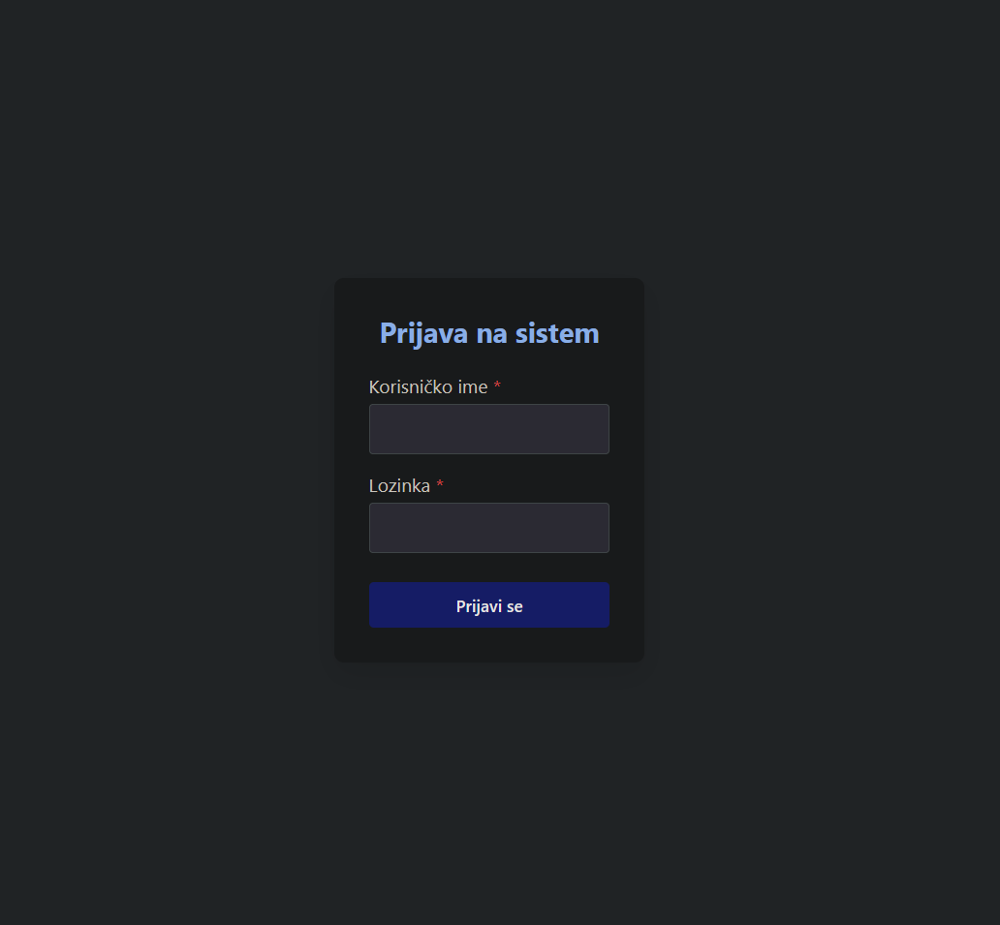 Prijava na sistem
Korisničko ime *
Lozinka *
Prijavi se